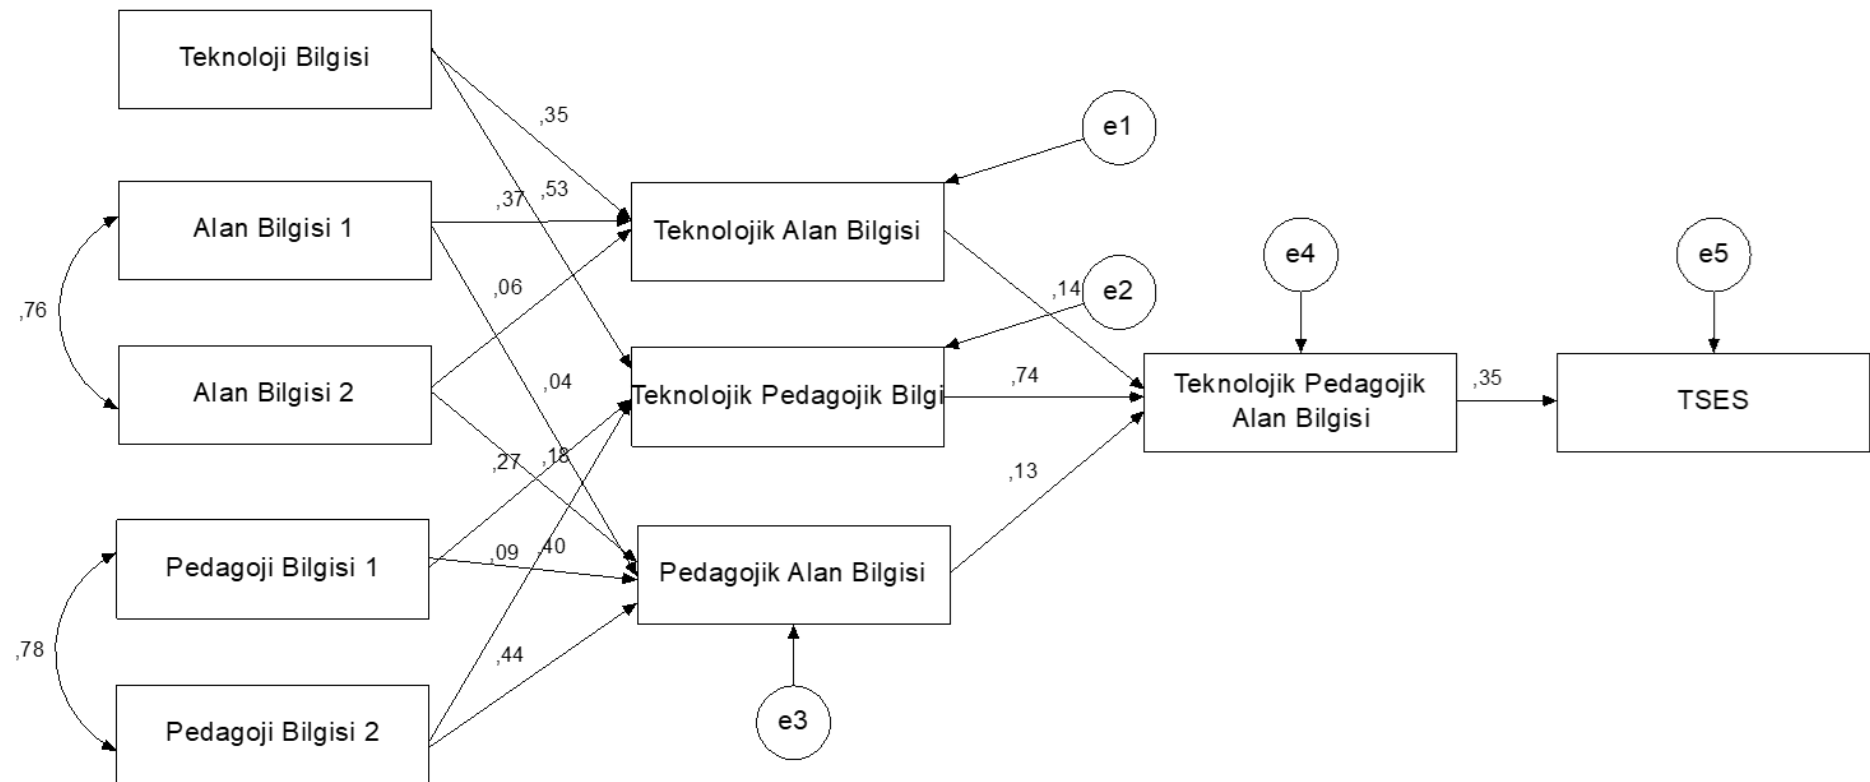 Teknoloji Bilgisi
,35
e1
Alan Bilgisi 1
,37
,53
Teknolojik Alan Bilgisi
e4
e5
,06
,14
e2
,76
Alan Bilgisi 2
,04
Teknolojik Pedagojik Bilgi
,74
Teknolojik Pedagojik
Alan Bilgisi
,35
TSES
,27
,18
,13
Pedagoji Bilgisi 1
,09
,40
Pedagojik Alan Bilgisi
,78
,44
Pedagoji Bilgisi 2
e3